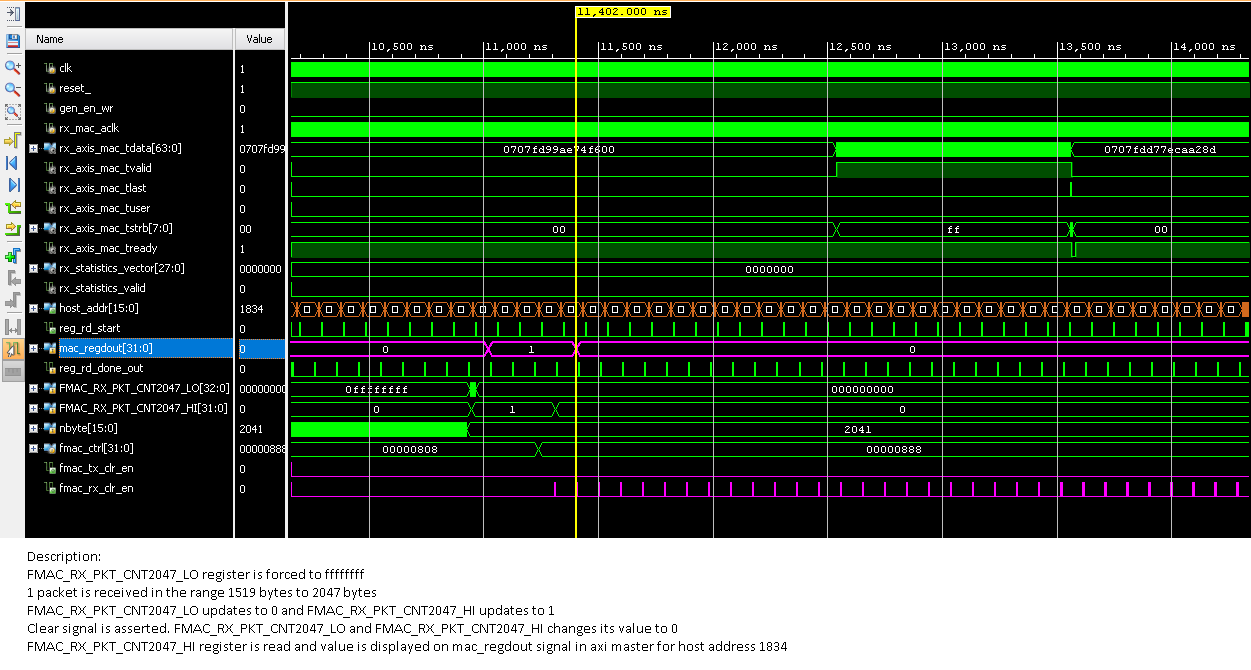 11,402.000 ns
Name Value
10,500 ns 11,000 ns 11,500 ns 12,000 ns 12,500 ns 13,000 ns 13,500 ns 14,000 ns
clk 1
reset_ 1
gen_en_wr 0
rx_mac_aclk 1
rx_axis_mac_tdata[63:0] 0707fd99 0707fd99ae74f600 0707fdd77ecaa28d
rx_axis_mac_tvalid 0
rx_axis_mac_tlast 0
rx_axis_mac_tuser 0
rx_axis_mac_tstrb[7:0] 00 00 ff 00
rx_axis_mac_tready 1
rx_statistics_vector[27:0] 0000000 0000000
rx_statistics_valid 0
host_addr[15:0] 1834
reg_rd_start 0
mac_regdout[31:0] 0 0 1 0
reg_rd_done_out 0
FMAC_RX_PKT_CNT2047_LO[32:0] 00000000 0ffffffff 000000000
FMAC_RX_PKT_CNT2047_HI[31:0] 0 0 1 0
nbyte[15:0] 2041 2041
fmac_ctrl[31:0] 00000888 00000808 00000888
fmac_tx_clr_en 0
fmac_rx_clr_en 0
Description:
FMAC_RX_PKT_CNT2047_LO register is forced to ffffffff
1 packet is received in the range 1519 bytes to 2047 bytes
FMAC_RX_PKT_CNT2047_LO updates to 0 and FMAC_RX_PKT_CNT2047_HI updates to 1
Clear signal is asserted. FMAC_RX_PKT_CNT2047_LO and FMAC_RX_PKT_CNT2047_HI changes its value to 0
FMAC_RX_PKT_CNT2047_HI register is read and value is displayed on mac_regdout signal in axi master for host address 1834